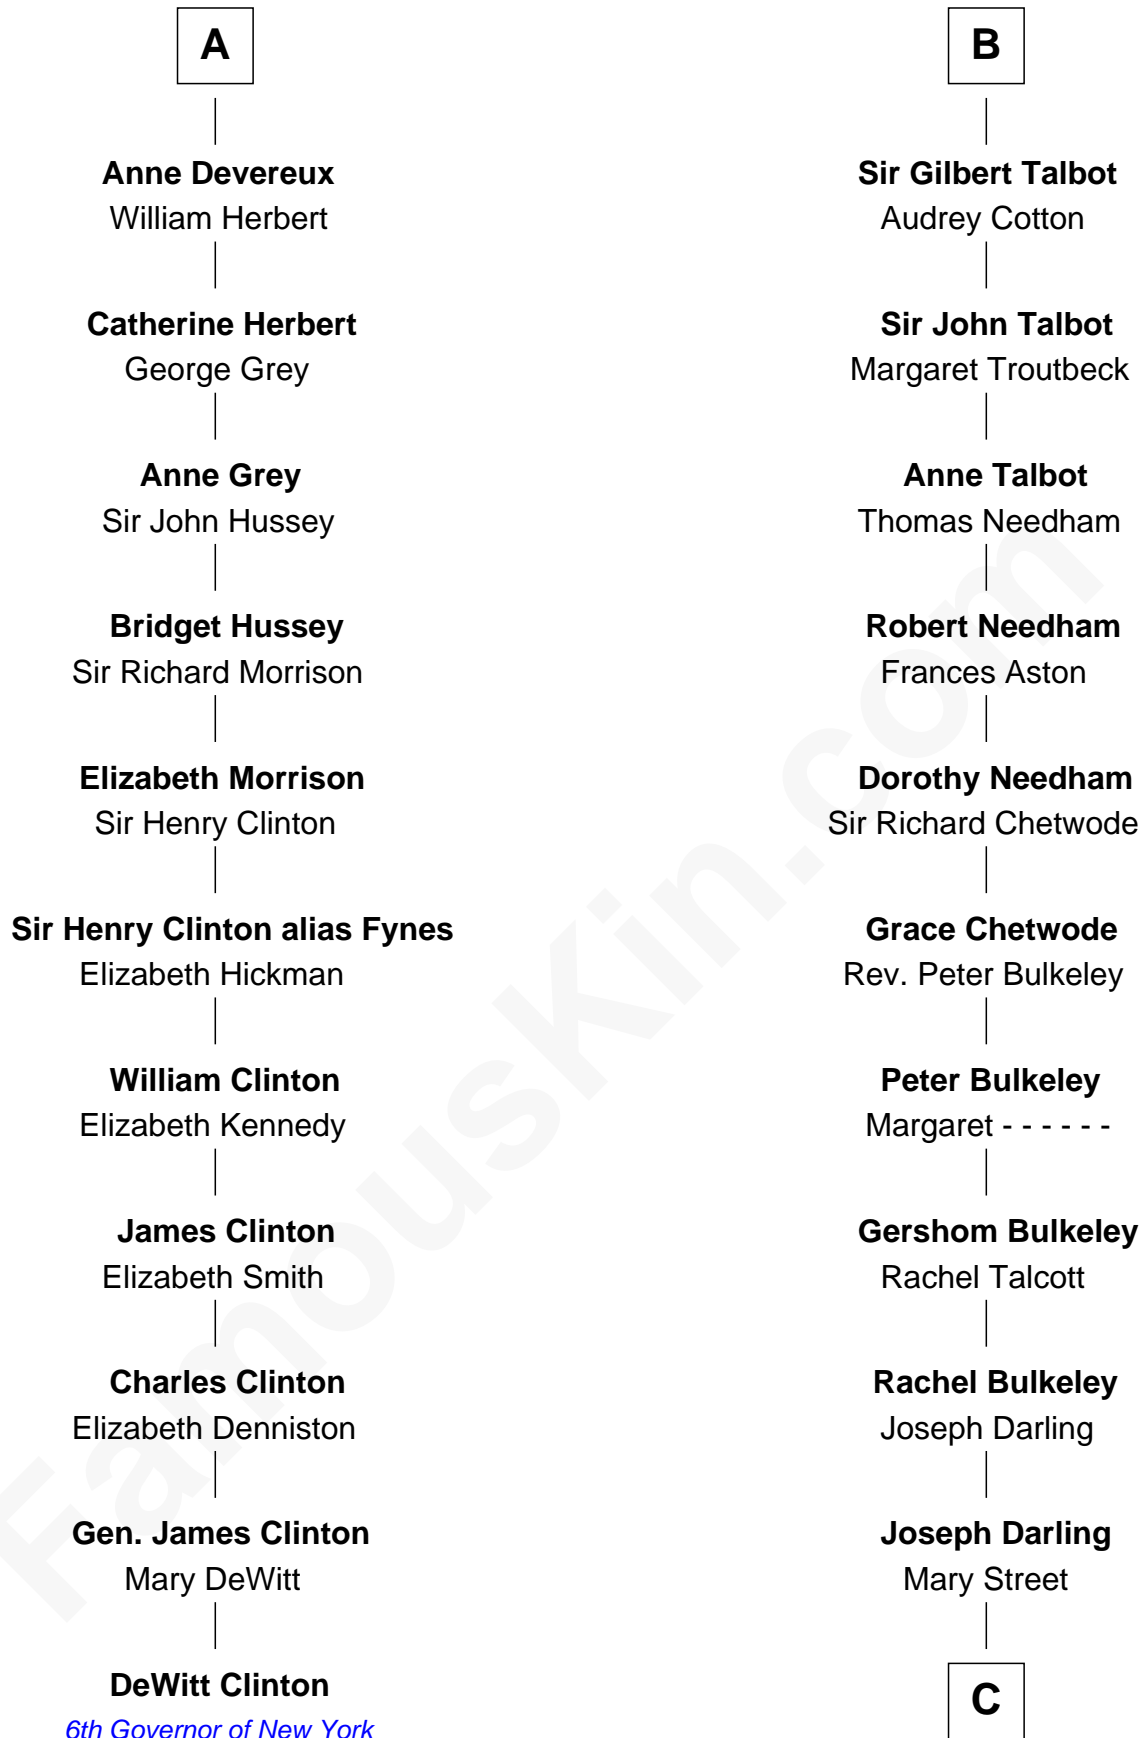 A
Anne Devereux
William Herbert
Catherine Herbert
George Grey
Anne Grey
Sir John Hussey
Bridget Hussey
Sir Richard Morrison
Elizabeth Morrison
Sir Henry Clinton
Sir Henry Clinton alias Fynes
Elizabeth Hickman
William Clinton
Elizabeth Kennedy
James Clinton
Elizabeth Smith
Charles Clinton
Elizabeth Denniston
Gen. James Clinton
Mary DeWitt
DeWitt Clinton
6th Governor of New York
B
Sir Gilbert Talbot
Audrey Cotton
Sir John Talbot
Margaret Troutbeck
Anne Talbot
Thomas Needham
Robert Needham
Frances Aston
Dorothy Needham
Sir Richard Chetwode
Grace Chetwode
Rev. Peter Bulkeley
Peter Bulkeley
Margaret - - - - - -
Gershom Bulkeley
Rachel Talcott
Rachel Bulkeley
Joseph Darling
Joseph Darling
Mary Street
C
FamousKin.com